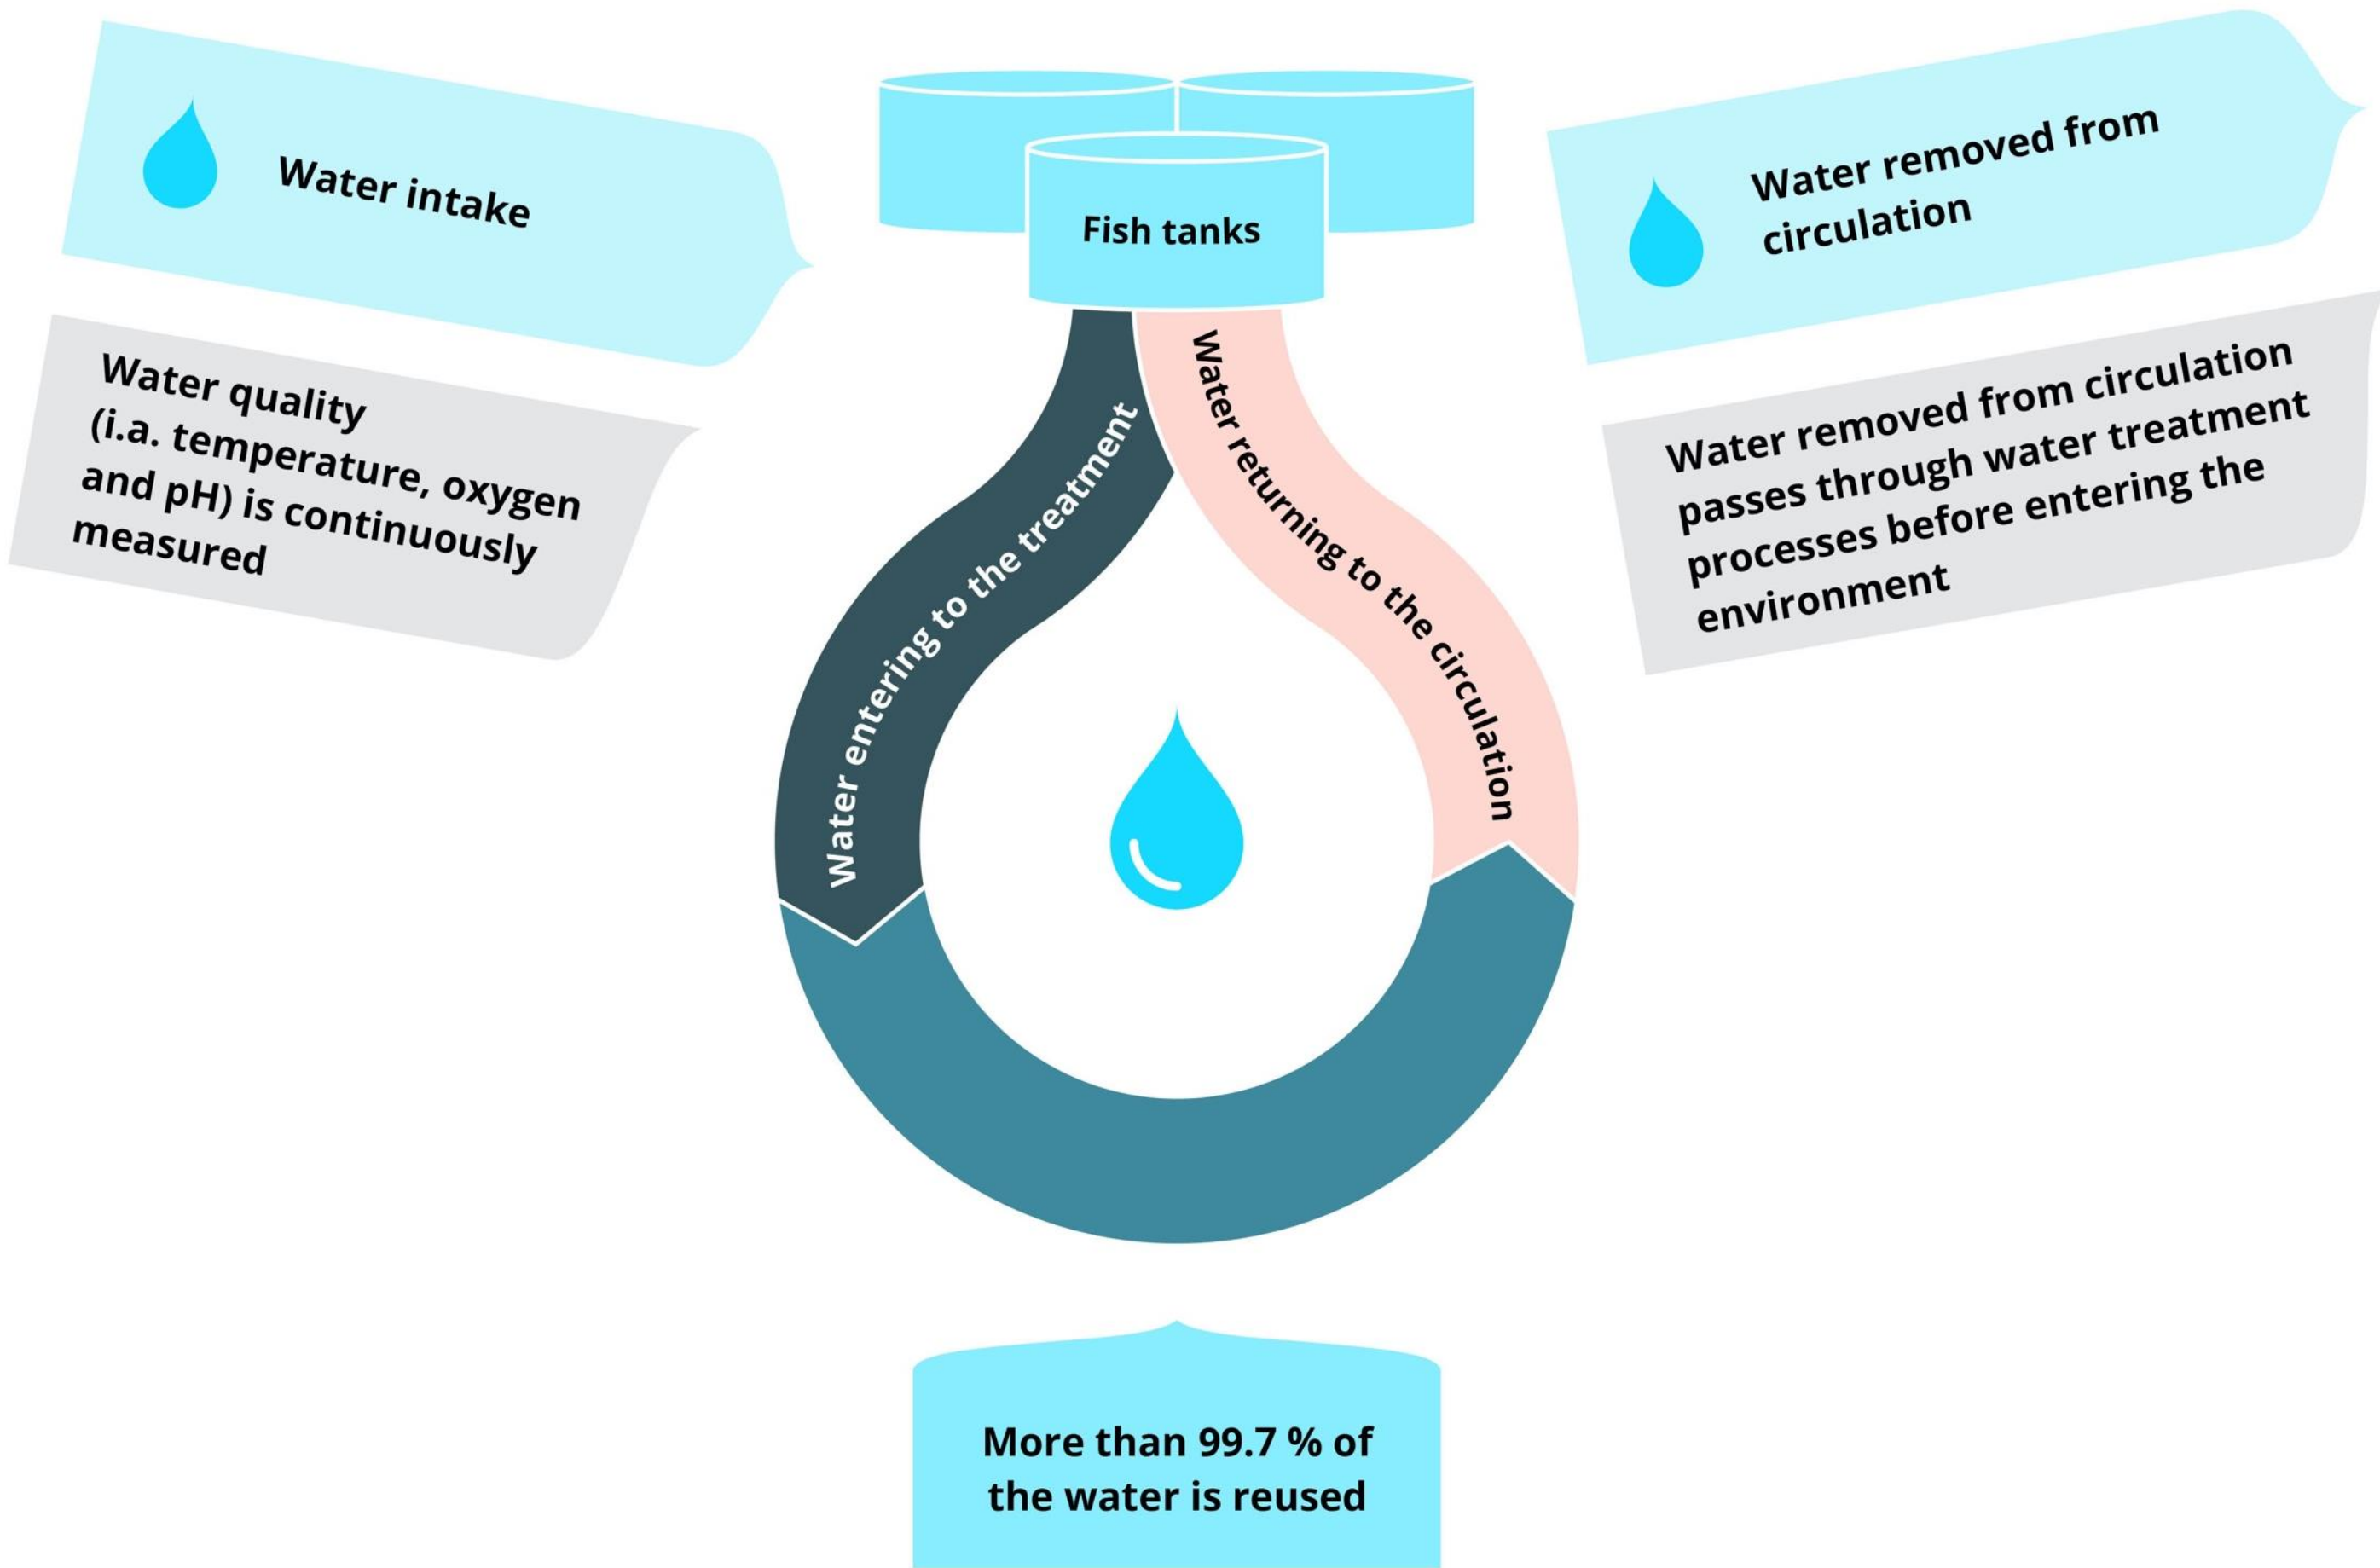 Water intake
Water quality
(i.a. temperature, oxygen
and pH) is continuously
measured
Fish tanks
Water entering to the treatment
Water returning to the circulation
Water removed from
circulation
Water removed from circulation
passes through water treatment
processes before entering the
environment
More than 99.7 % of
the water is reused